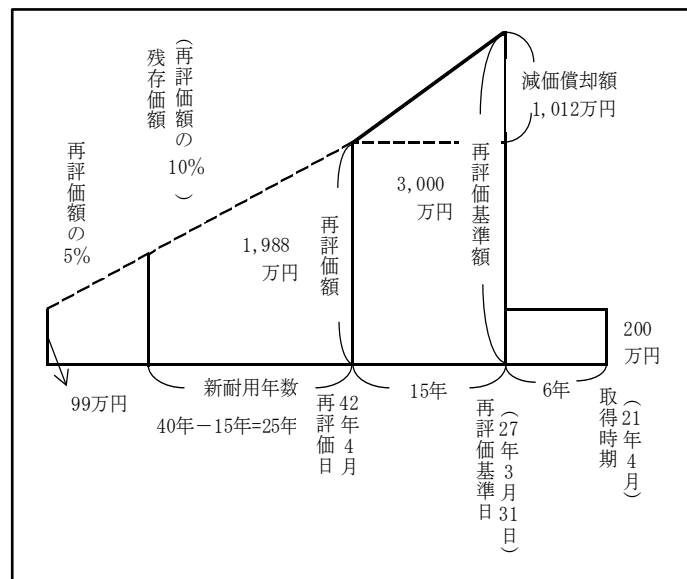 残存価額
(再評価額の10%)
再評価額の5%
減価償却額
1,012万円
再評価基準額
3,000
万円
再評価額
1,988
万円
200
万円
99万円
新耐用年数
40年－15年=25年
15年
6年
42年4月
再評価日
(27年3月31日)
再評価基準日
(21年4月)
取得時期